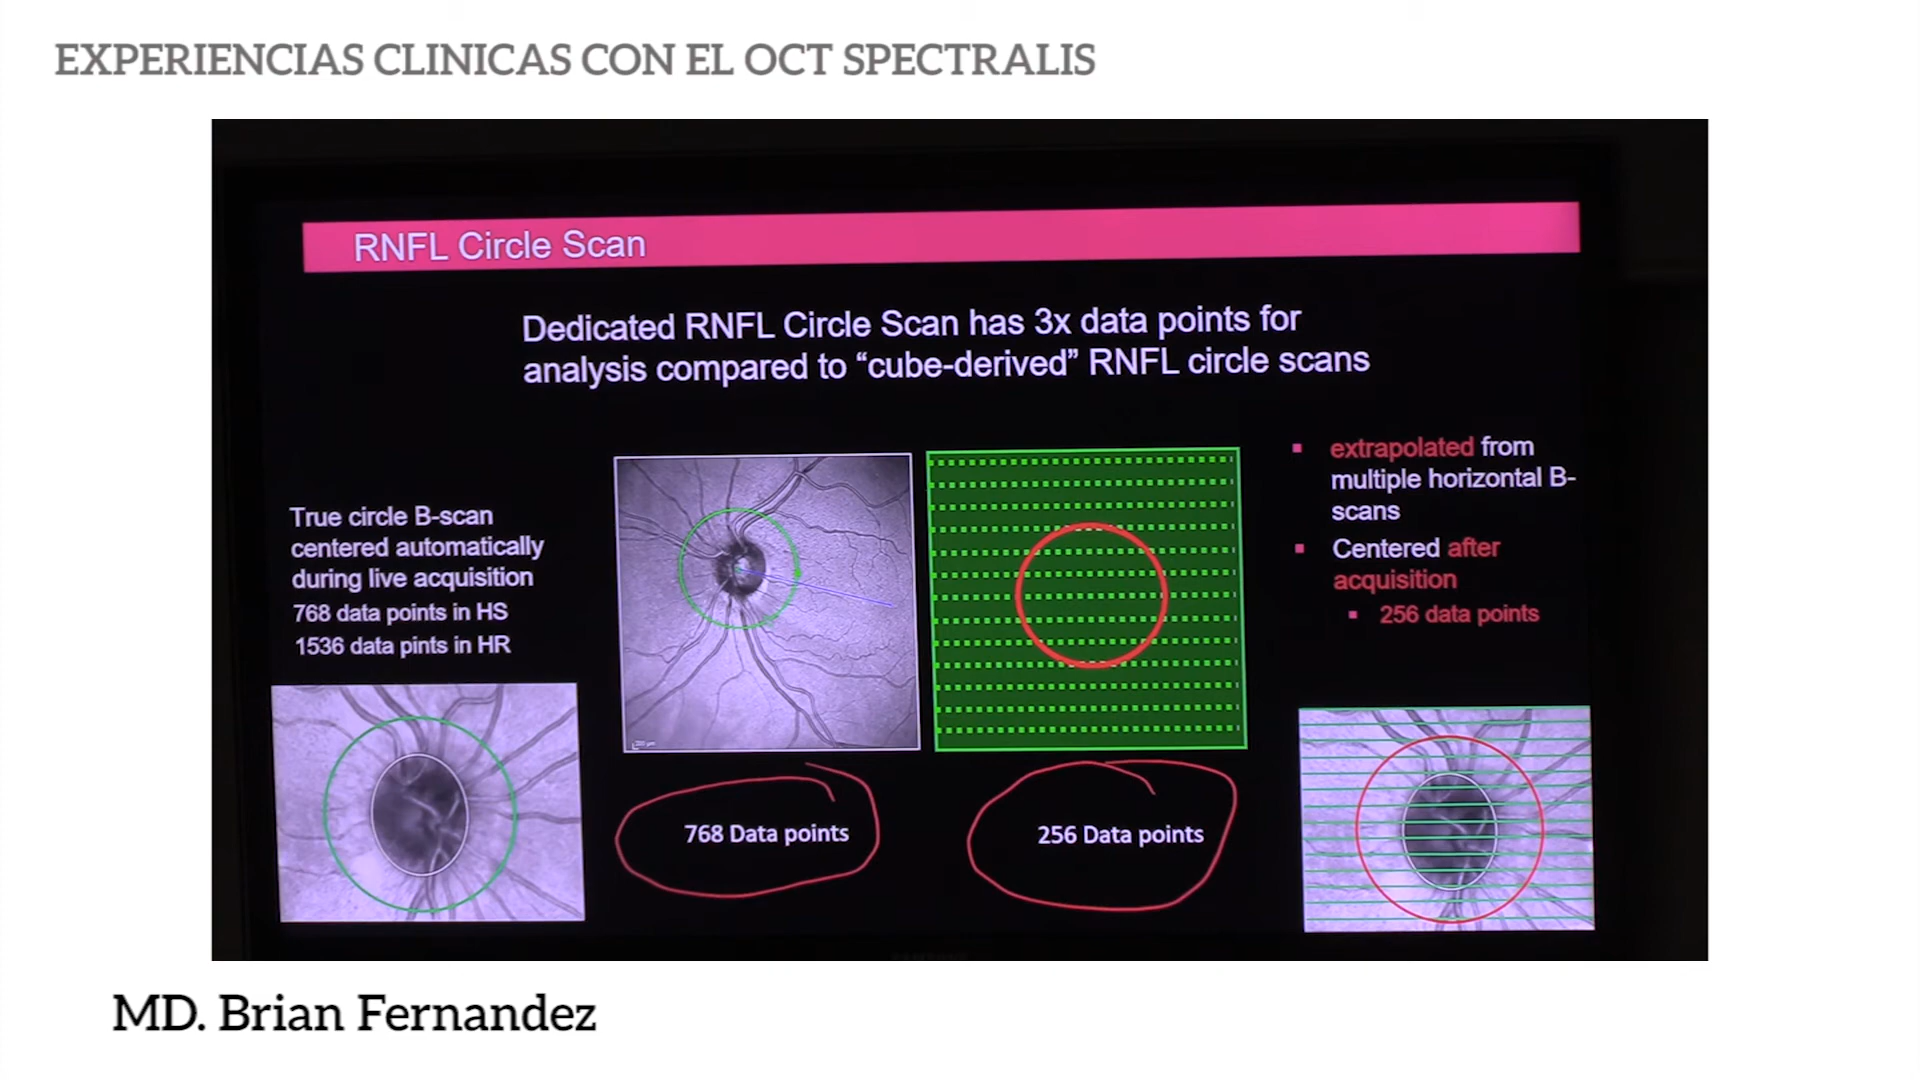 EXPERIENCIAS CLINICAS CON EL OCT SPECTRALIS
RNFL Circle Scan
Dedicated RNFL Circle Scan has 3x data points for
analysis compared to “cube-derived” RNFL circle scans
True circle B-scan
centered automatically
during live acquisition
768 data points in HS
1536 data pints in HR
▪ extrapolated from
multiple horizontal B-
scans
▪ Centered after
acquisition
▪ 256 data points
768 Data points
256 Data points
MD. Brian Fernandez